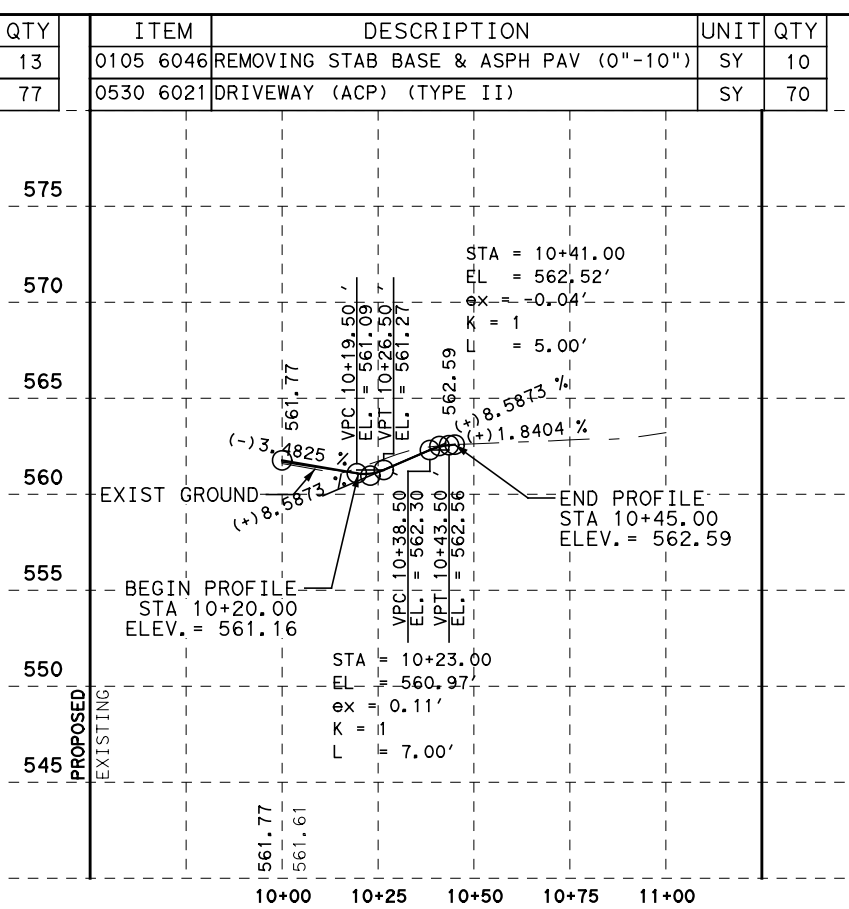 QTY ITEM DESCRIPTION UNIT QTY
13 0105 6046 REMOVING STAB BASE & ASPH PAV (0"-10") SY 10
77 0530 6021 DRIVEWAY (ACP) (TYPE II) SY 70
575
STA = 10+41.00
570
EL = 562.52'
ex = -0.04'
K = 1
L = 5.00'
565
561.77
VPC 10+19.50'
EL. = 561.09
VPT 10+26.50'
EL. = 561.27
562.59
(+)8.5873 %
(+)1.8404 %
(-)3.4825 %
560
(+)8.5873 %
EXIST GROUND
END PROFILE
STA 10+45.00
ELEV. = 562.59
VPC 10+38.50
EL. = 562.30
VPT 10+43.50'
EL. = 562.56
555
BEGIN PROFILE
STA 10+20.00
ELEV. = 561.16
STA = 10+23.00
550
EL = 560.97'
ex = 0.11'
K = 1
L = 7.00'
545
PROPOSED
EXISTING
561.77
561.61
10+00 10+25 10+50 10+75 11+00